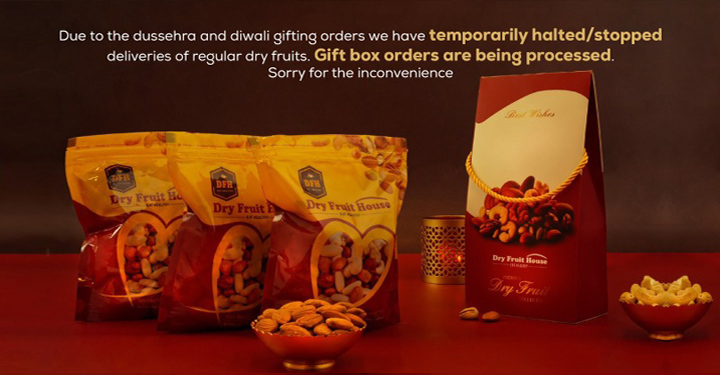 Due to the dussehra and diwali gifting orders we have temporarily halted/stopped
deliveries of regular dry fruits. Gift box orders are being processed.
Sorry for the inconvenience
Best Wishes
DFH
DFH
DFH
Dry Fruit House
Dry Fruit H
Dry Fruit House
Dry Fruit House
Dry Fruit